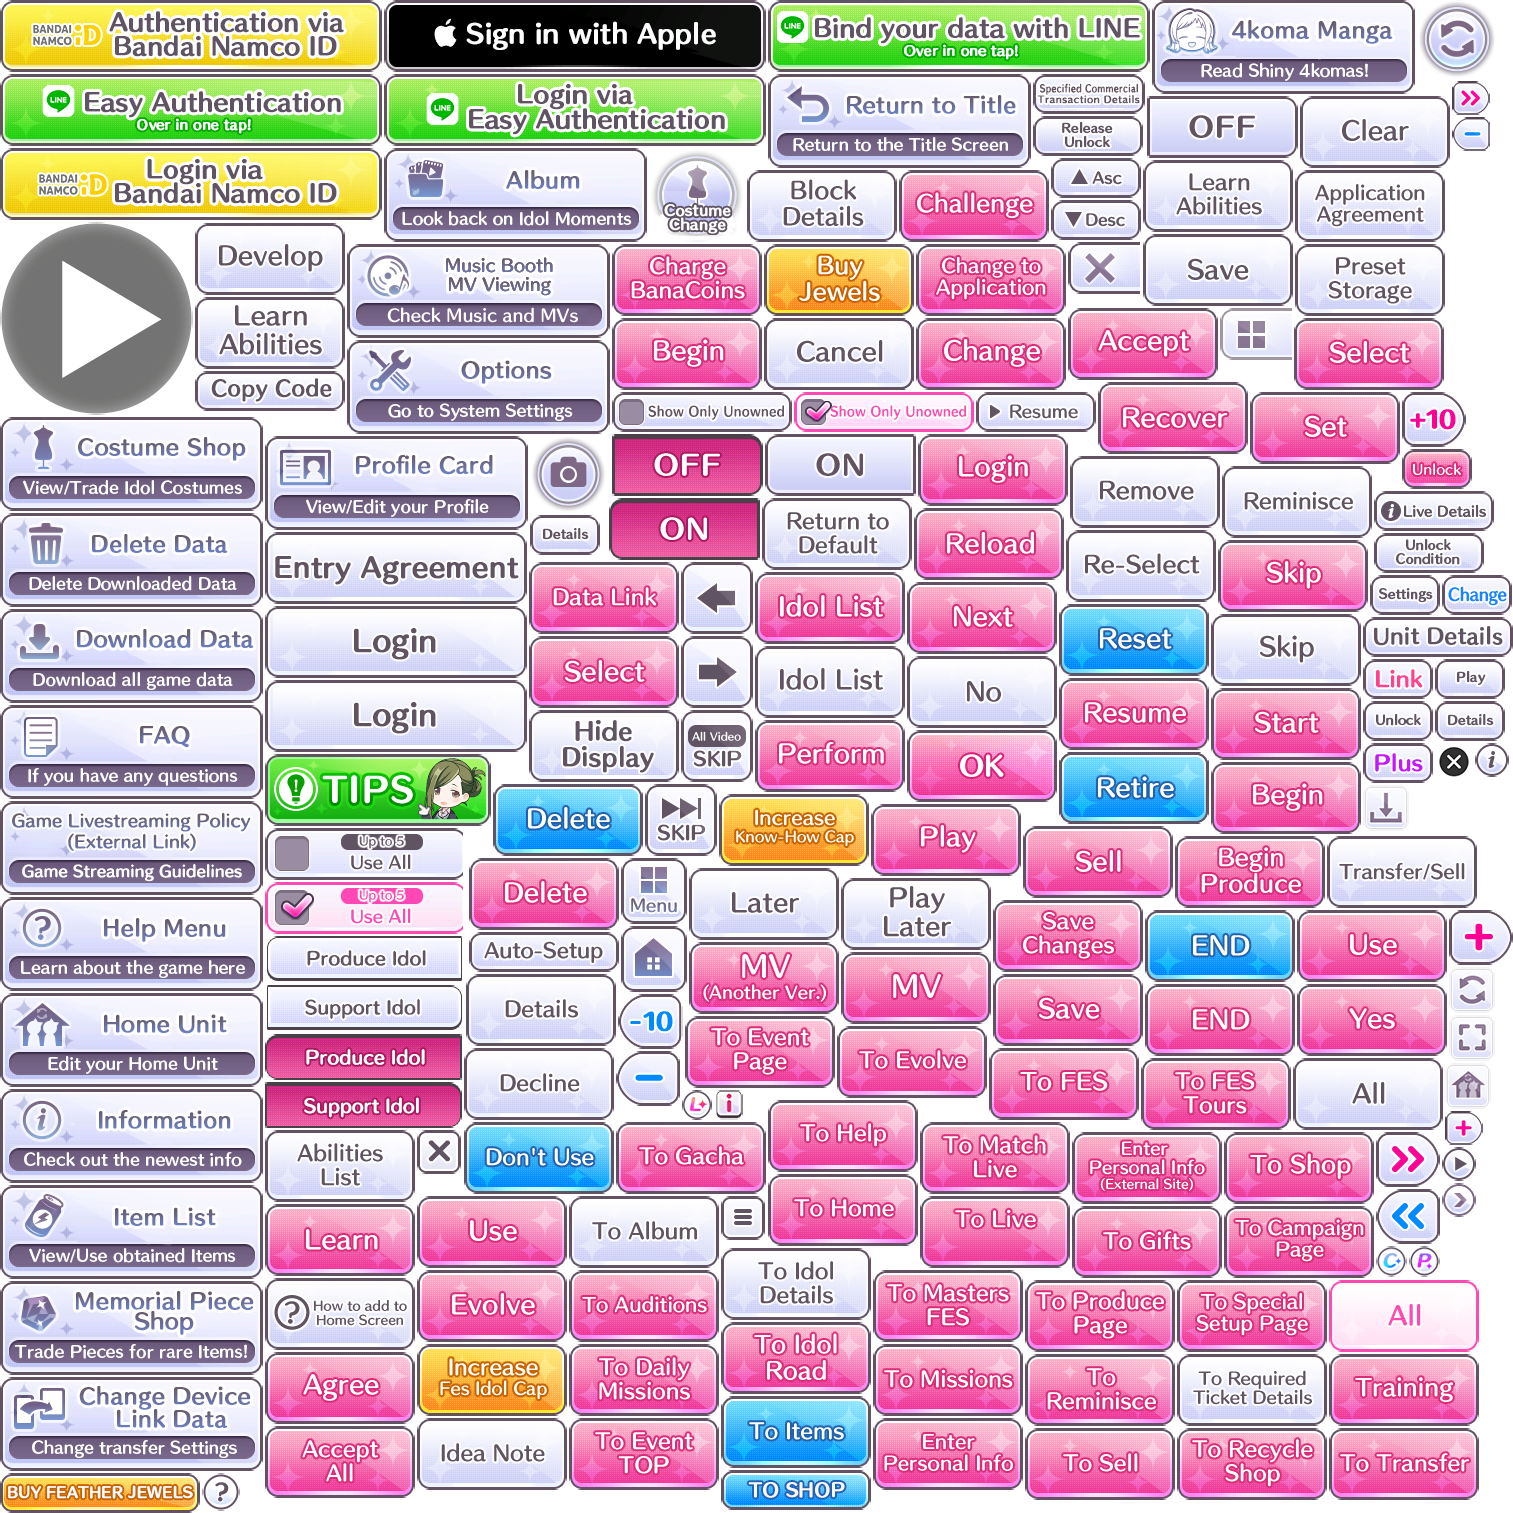 BANDAI NAMCO ID Authentication via
Bandai Namco ID
Sign in with Apple
LINE Bind your data with LINE
Over in one tap!
4koma Manga
Read Shiny 4komas!
LINE Easy Authentication
Over in one tap!
LINE Login via
Easy Authentication
Return to Title
Return to the Title Screen
Specified Commercial
Transaction Details
Release
Unlock
OFF
Clear
BANDAI NAMCO ID Login via
Bandai Namco ID
Album
Look back on Idol Moments
Costume
Change
Block
Details
Challenge
▲ Asc
▼ Desc
Learn
Abilities
Application
Agreement
Develop
Learn
Abilities
Copy Code
Music Booth
MV Viewing
Check Music and MVs
Options
Go to System Settings
Charge
BanaCoins
Buy
Jewels
Change to
Application
Save
Preset
Storage
Begin
Cancel
Change
Accept
Select
Show Only Unowned
Show Only Unowned
Resume
Recover
Set
+10
Unlock
Costume Shop
View/Trade Idol Costumes
Profile Card
View/Edit your Profile
Details
OFF
ON
ON
Login
Return to
Default
Reload
Remove
Reminisce
i Live Details
Unlock
Condition
Re-Select
Skip
Settings
Change
Delete Data
Delete Downloaded Data
Entry Agreement
Data Link
Idol List
Next
Reset
Skip
Unit Details
Download Data
Download all game data
Login
Select
Idol List
No
Resume
Start
Link
Play
Unlock
Details
FAQ
If you have any questions
Login
Hide
Display
All Video
SKIP
Perform
OK
Retire
Begin
Plus
i
TIPS
Game Livestreaming Policy
(External Link)
Game Streaming Guidelines
Delete
SKIP
Increase
Know-How Cap
Play
Sell
Begin
Produce
Transfer/Sell
Up to 5
Use All
Up to 5
Use All
Delete
Menu
Later
Play
Later
Save
Changes
END
Use
Help Menu
Learn about the game here
Produce Idol
Auto-Setup
MV
(Another Ver.)
MV
Save
END
Yes
Home Unit
Edit your Home Unit
Support Idol
Produce Idol
Support Idol
Details
-10
To Event
Page
To Evolve
To FES
To FES
Tours
All
Decline
L
i
Information
Check out the newest info
Abilities
List
Don't Use
To Gacha
To Help
To Match
Live
Enter
Personal Info
(External Site)
To Shop
Item List
View/Use obtained Items
Learn
Use
To Album
To Home
To Live
To Gifts
To Campaign
Page
C
P
Memorial Piece
Shop
Trade Pieces for rare Items!
? How to add to
Home Screen
Evolve
To Auditions
To Idol
Details
To Masters
FES
To Produce
Page
To Special
Setup Page
All
Agree
Increase
Fes Idol Cap
To Daily
Missions
To Idol
Road
To Missions
To
Reminisce
To Required
Ticket Details
Training
Change Device
Link Data
Change transfer Settings
Accept
All
Idea Note
To Event
TOP
To Items
Enter
Personal Info
To Sell
To Recycle
Shop
To Transfer
BUY FEATHER JEWELS
?
TO SHOP